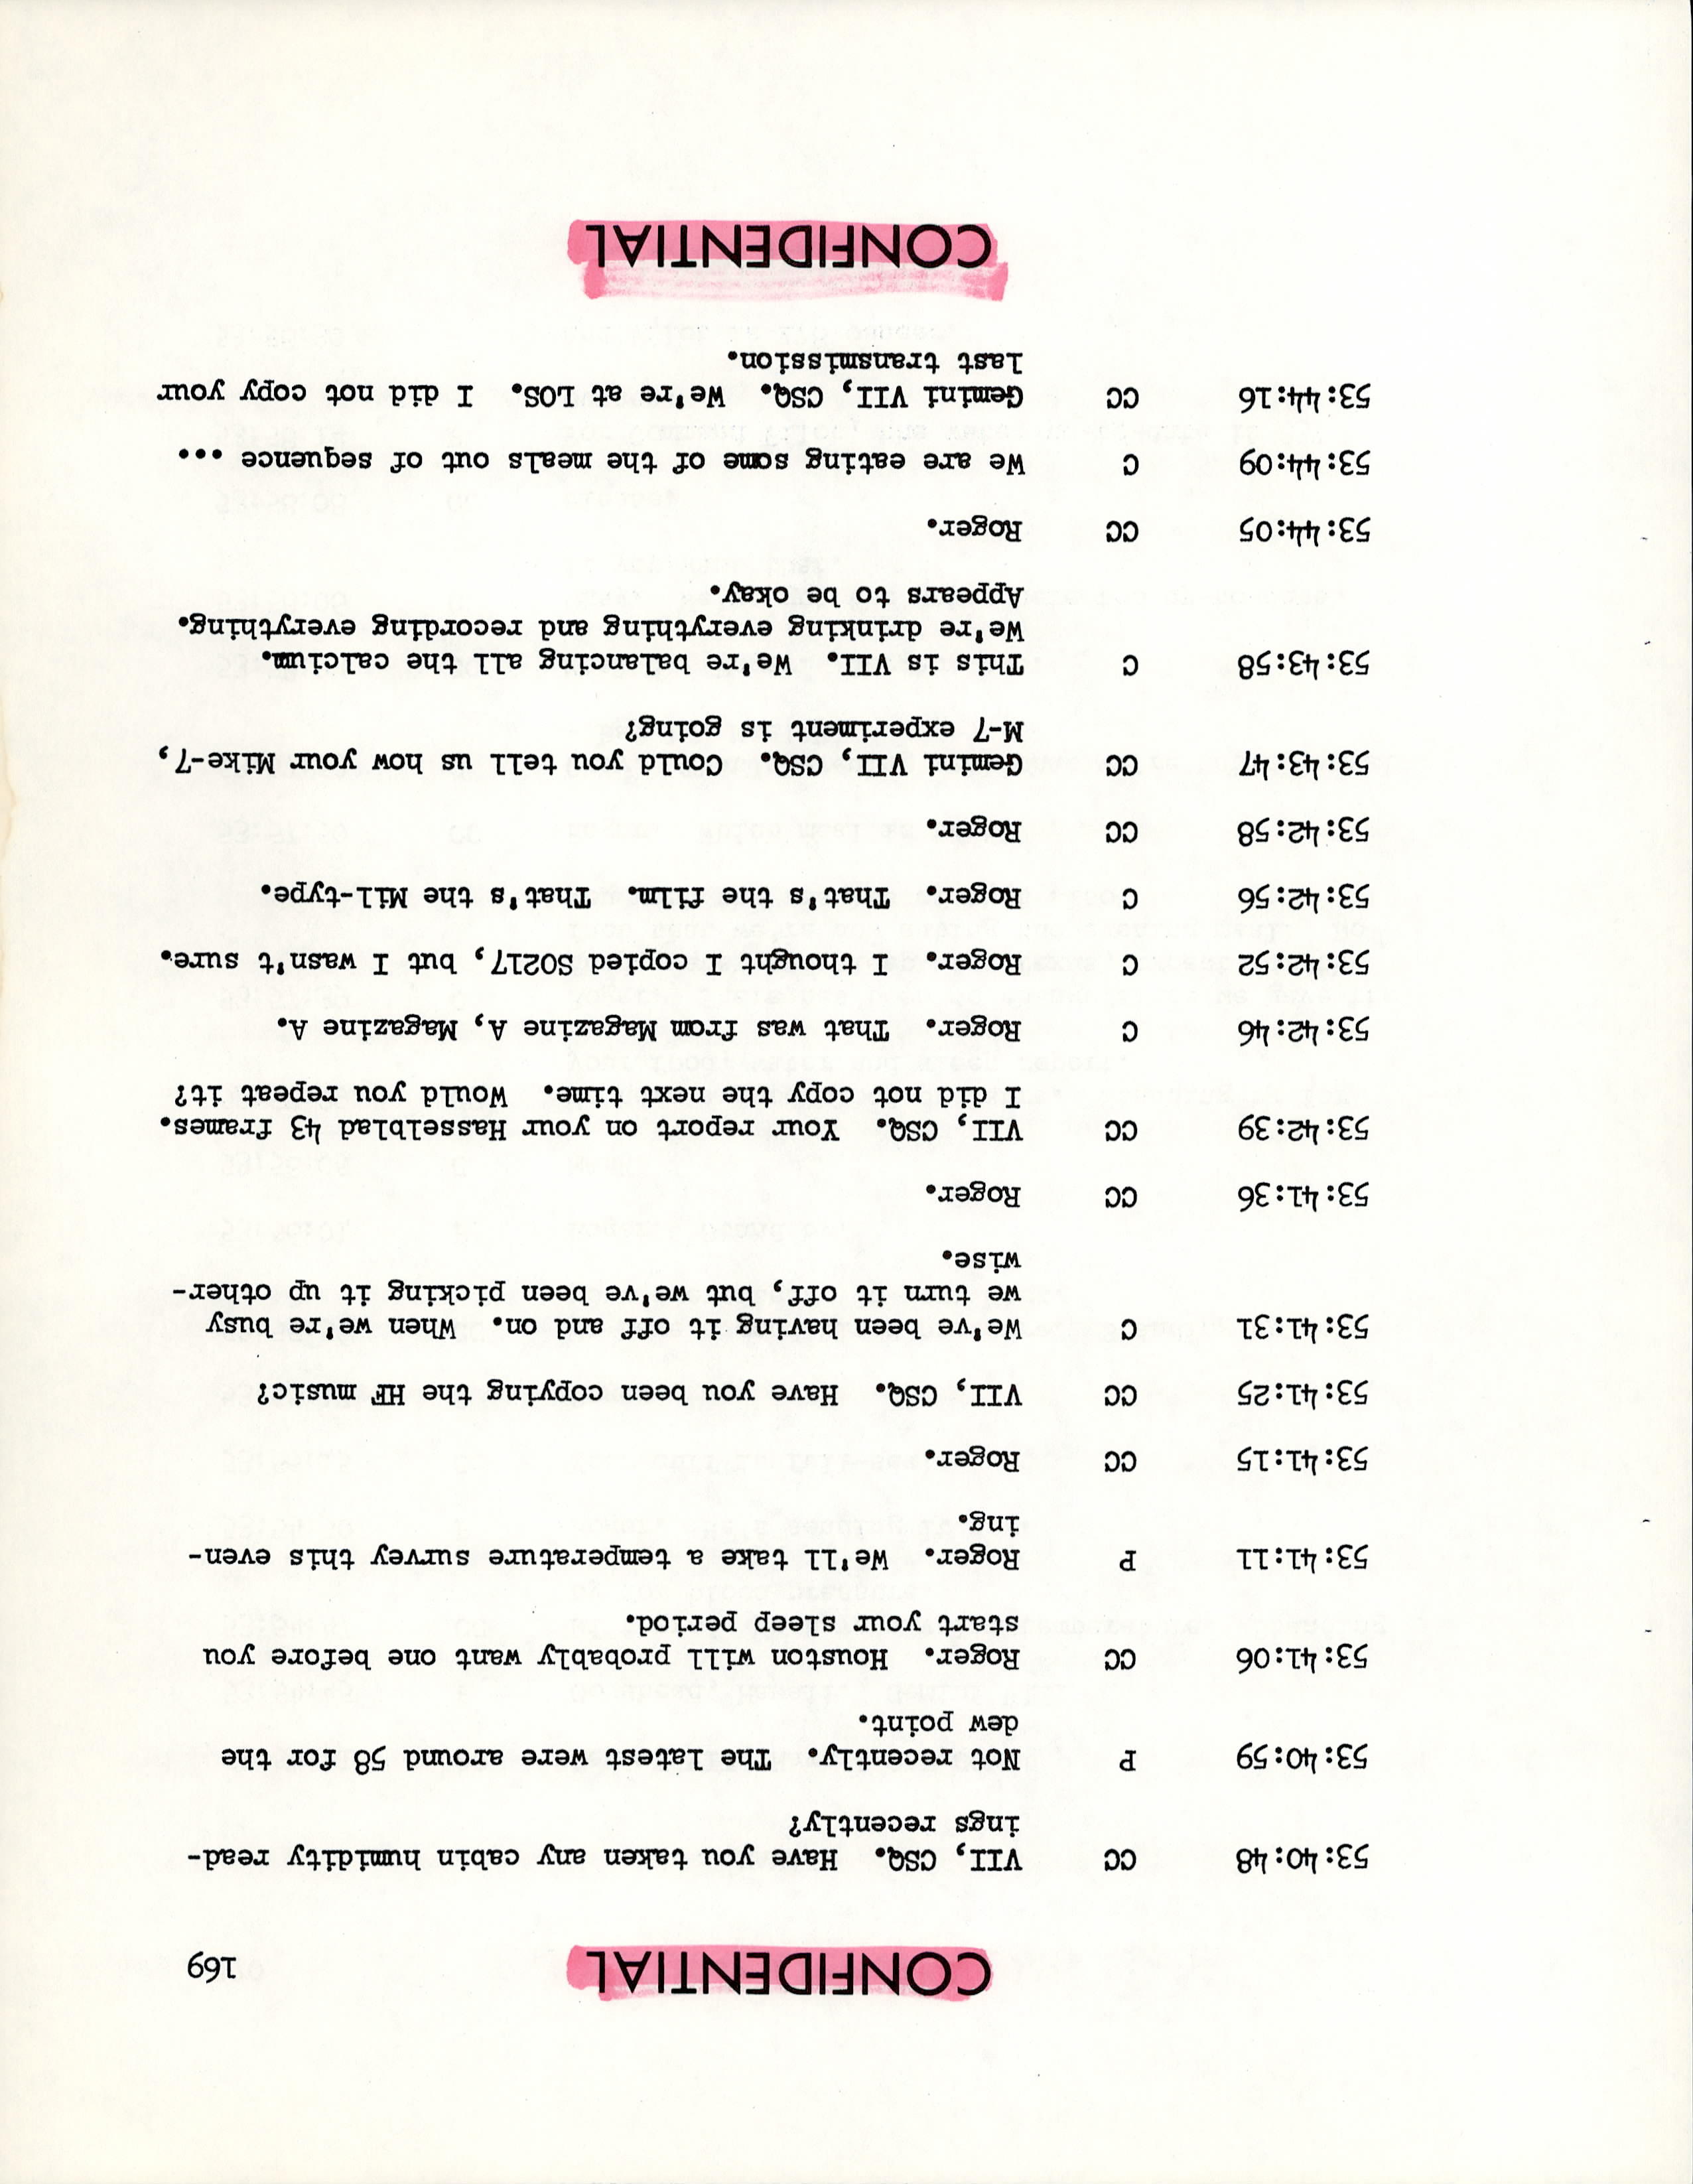 CONFIDENTIAL 169
53:40:48 CC VII, CSQ. Have you taken any cabin humidity read-
ings recently?
53:40:59 P Not recently. The latest were around 58 for the
dew point.
53:41:06 CC Roger. Houston will probably want one before you
start your sleep period.
53:41:11 P Roger. We'll take a temperature survey this even-
ing.
53:41:15 CC Roger.
53:41:25 CC VII, CSQ. Have you been copying the HF music?
53:41:31 C We've been having it off and on. When we're busy
we turn it off, but we've been picking it up other-
wise.
53:41:36 CC Roger.
53:42:39 CC VII, CSQ. Your report on your Hasselblad 43 frames.
I did not copy the next time. Would you repeat it?
53:42:46 C Roger. That was from Magazine A, Magazine A.
53:42:52 C Roger. I thought I copied SO217, but I wasn't sure.
53:42:56 C Roger. That's the film. That's the Mil-type.
53:42:58 CC Roger.
53:43:47 CC Gemini VII, CSQ. Could you tell us how your Mike-7,
M-7 experiment is going?
53:43:58 C This is VII. We're balancing all the calcium.
We're drinking everything and recording everything.
Appears to be okay.
53:44:05 CC Roger.
53:44:09 C We are eating some of the meals out of sequence ...
53:44:16 CC Gemini VII, CSQ. We're at LOS. I did not copy your
last transmission.
CONFIDENTIAL